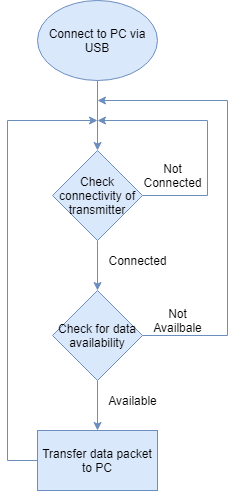 Connect to PC via
USB
Check
connectivity of
transmitter
Not
Connected
Connected
Check for data
availability
Not
Availbale
Available
Transfer data packet
to PC